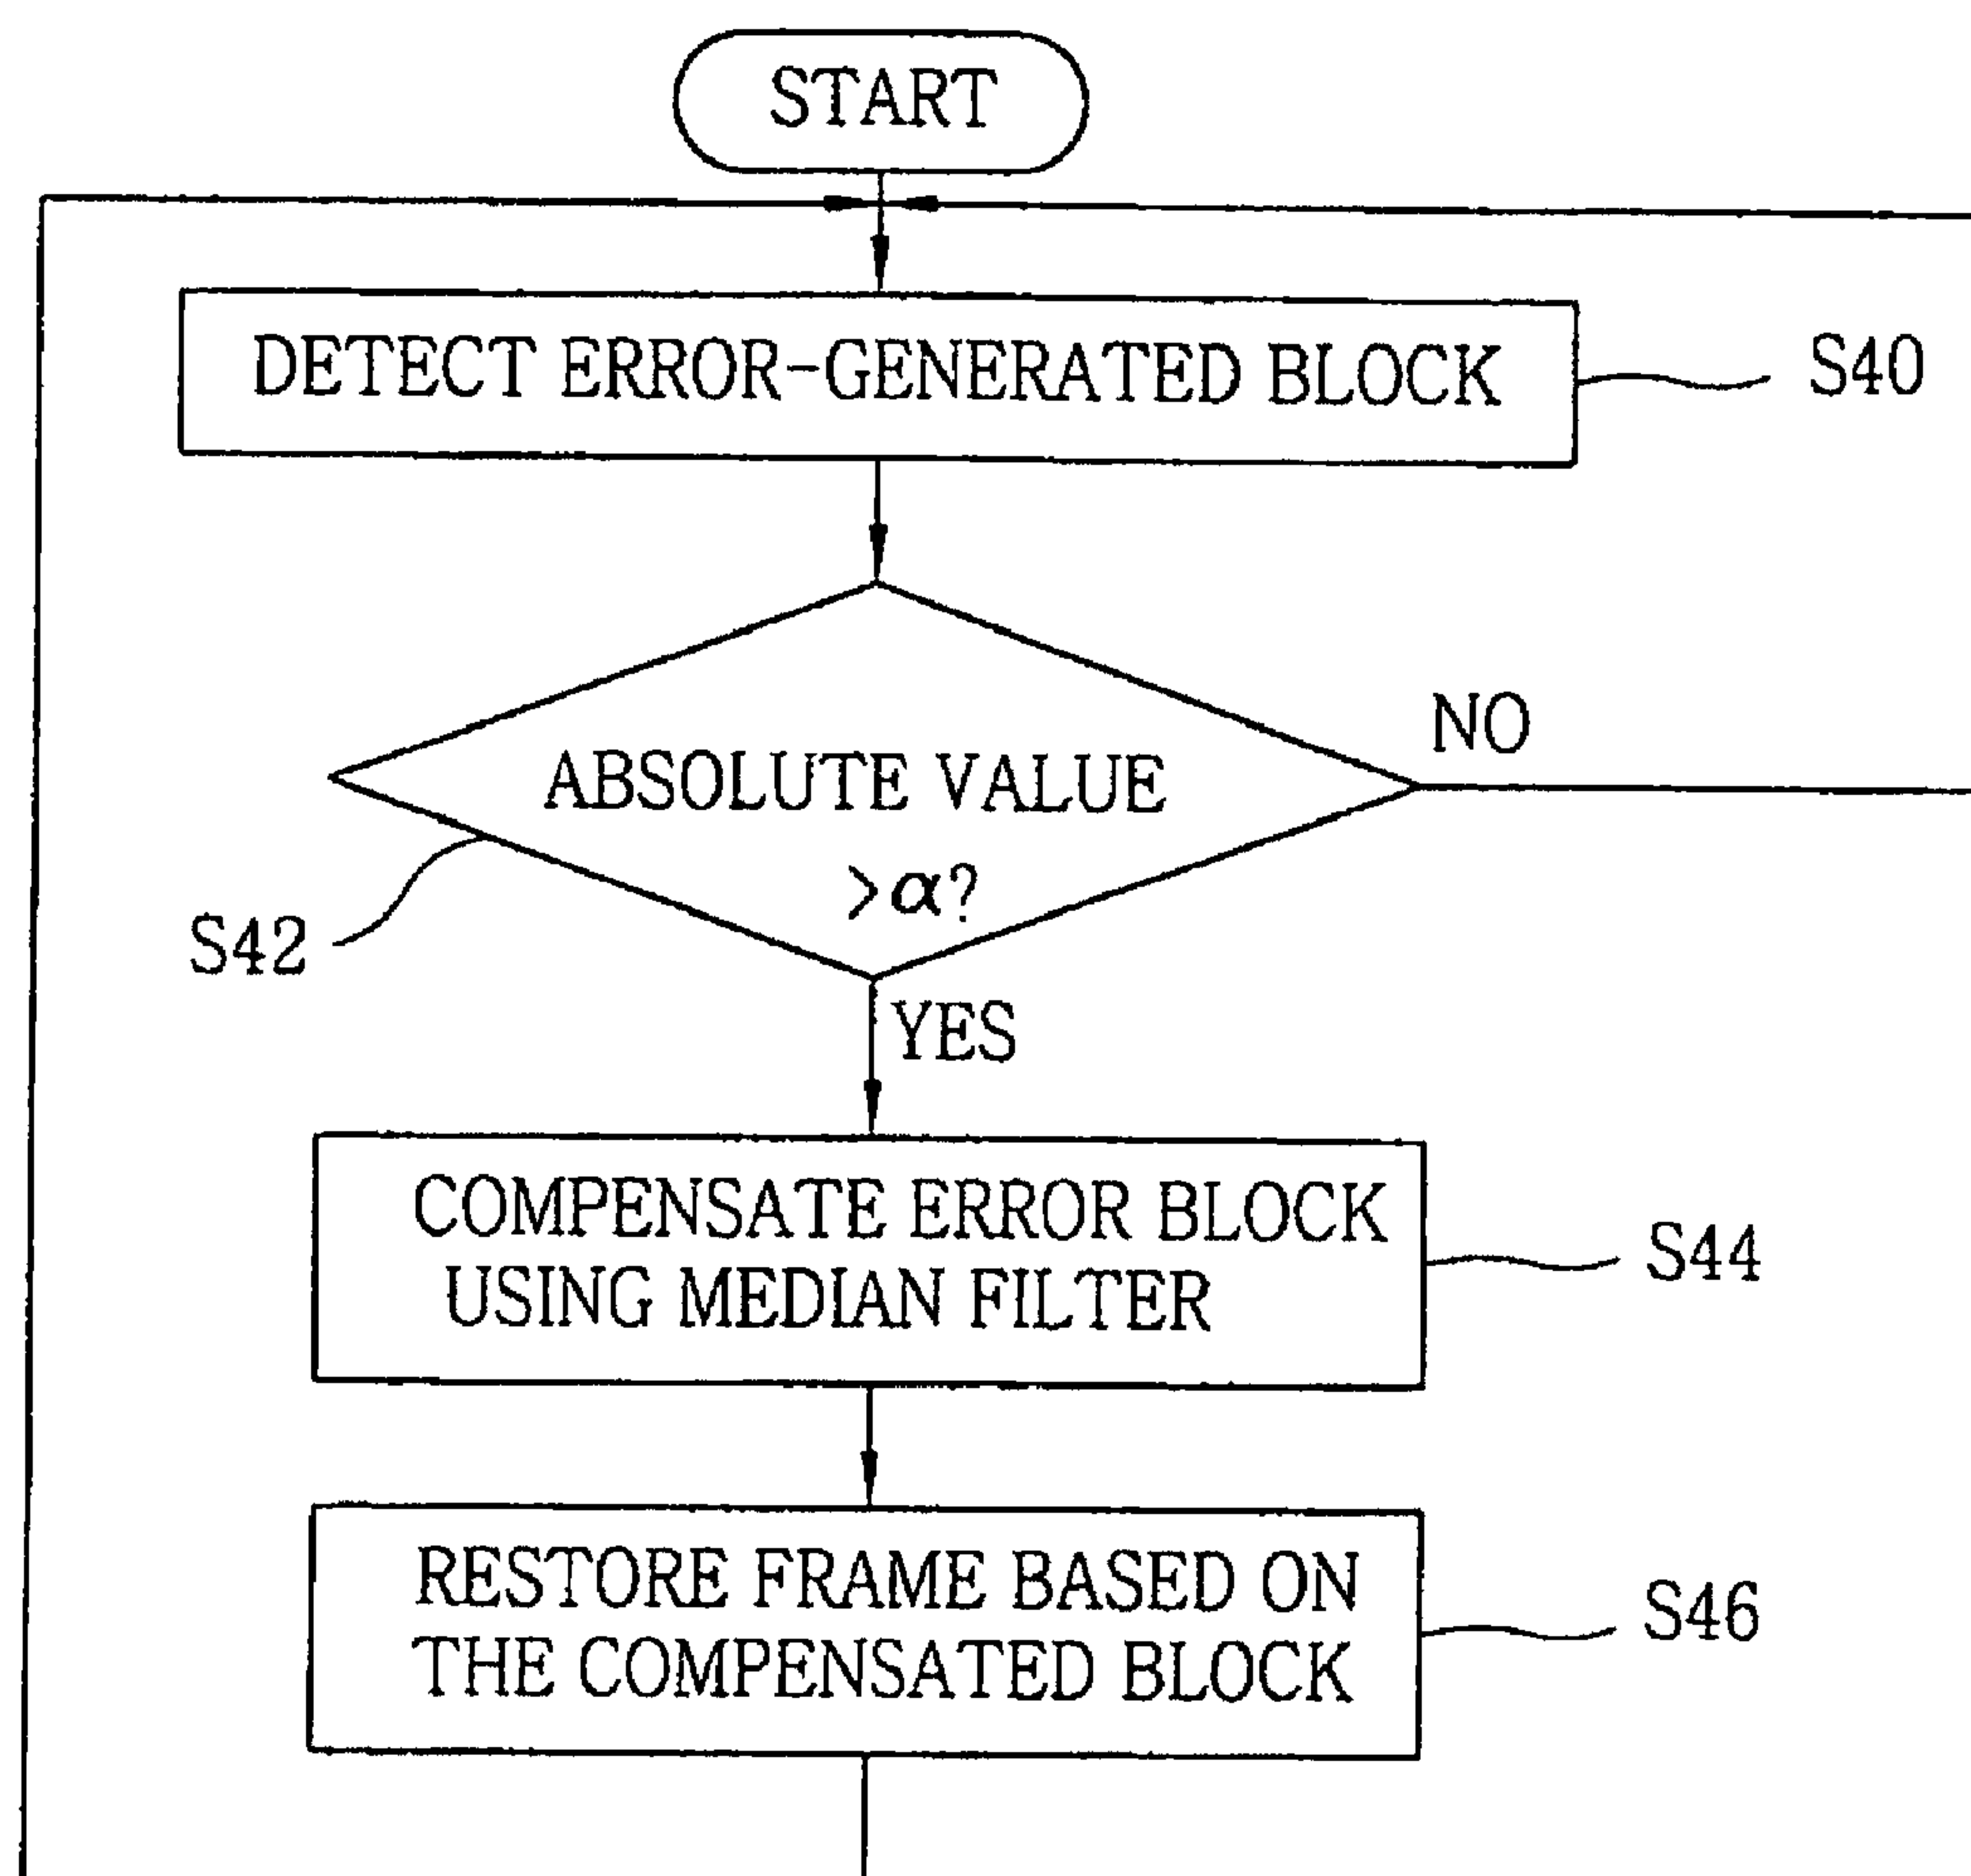 START
DETECT ERROR-GENERATED BLOCK
S40
NO
ABSOLUTE VALUE
>α?
S42
YES
COMPENSATE ERROR BLOCK
USING MEDIAN FILTER
S44
RESTORE FRAME BASED ON
THE COMPENSATED BLOCK
S46